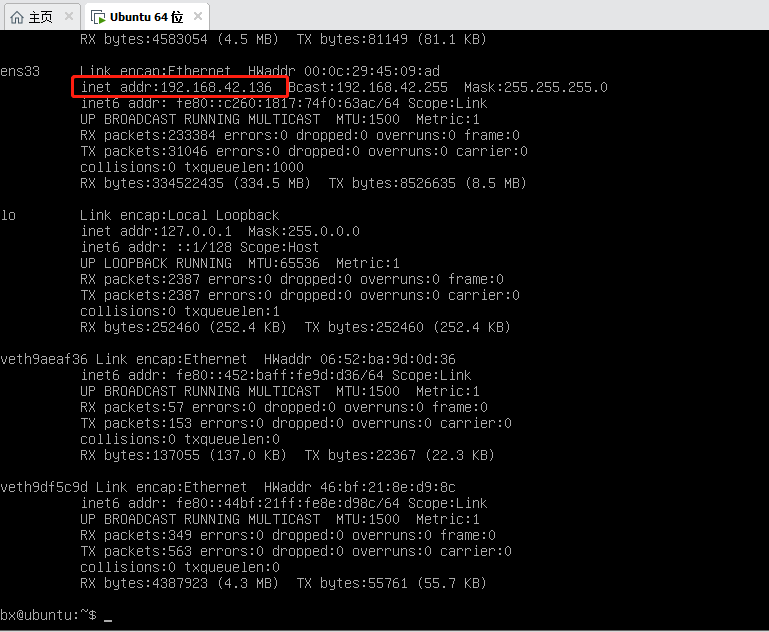 主页 Ubuntu 64 位
RX bytes:4583054 (4.5 MB)  TX bytes:81149 (81.1 KB)
ens33 Link encap:Ethernet  HWaddr 00:0c:29:45:09:ad
inet addr:192.168.42.136  Bcast:192.168.42.255  Mask:255.255.255.0
inet6 addr: fe80::c260:1817:74f0:63ac/64 Scope:Link
UP BROADCAST RUNNING MULTICAST  MTU:1500  Metric:1
RX packets:233384 errors:0 dropped:0 overruns:0 frame:0
TX packets:31046 errors:0 dropped:0 overruns:0 carrier:0
collisions:0 txqueuelen:1000
RX bytes:334522435 (334.5 MB)  TX bytes:8526635 (8.5 MB)
lo Link encap:Local Loopback
inet addr:127.0.0.1  Mask:255.0.0.0
inet6 addr: ::1/128 Scope:Host
UP LOOPBACK RUNNING  MTU:65536  Metric:1
RX packets:2387 errors:0 dropped:0 overruns:0 frame:0
TX packets:2387 errors:0 dropped:0 overruns:0 carrier:0
collisions:0 txqueuelen:1
RX bytes:252460 (252.4 KB)  TX bytes:252460 (252.4 KB)
veth9aeaf36 Link encap:Ethernet  HWaddr 06:52:ba:9d:0d:36
inet6 addr: fe80::452:baff:fe9d:d36/64 Scope:Link
UP BROADCAST RUNNING MULTICAST  MTU:1500  Metric:1
RX packets:57 errors:0 dropped:0 overruns:0 frame:0
TX packets:153 errors:0 dropped:0 overruns:0 carrier:0
collisions:0 txqueuelen:0
RX bytes:137055 (137.0 KB)  TX bytes:22367 (22.3 KB)
veth9df5c9d Link encap:Ethernet  HWaddr 46:bf:21:8e:d9:8c
inet6 addr: fe80::44bf:21ff:fe8e:d98c/64 Scope:Link
UP BROADCAST RUNNING MULTICAST  MTU:1500  Metric:1
RX packets:349 errors:0 dropped:0 overruns:0 frame:0
TX packets:563 errors:0 dropped:0 overruns:0 carrier:0
collisions:0 txqueuelen:0
RX bytes:4387923 (4.3 MB)  TX bytes:55761 (55.7 KB)
bx@ubuntu:~$ _